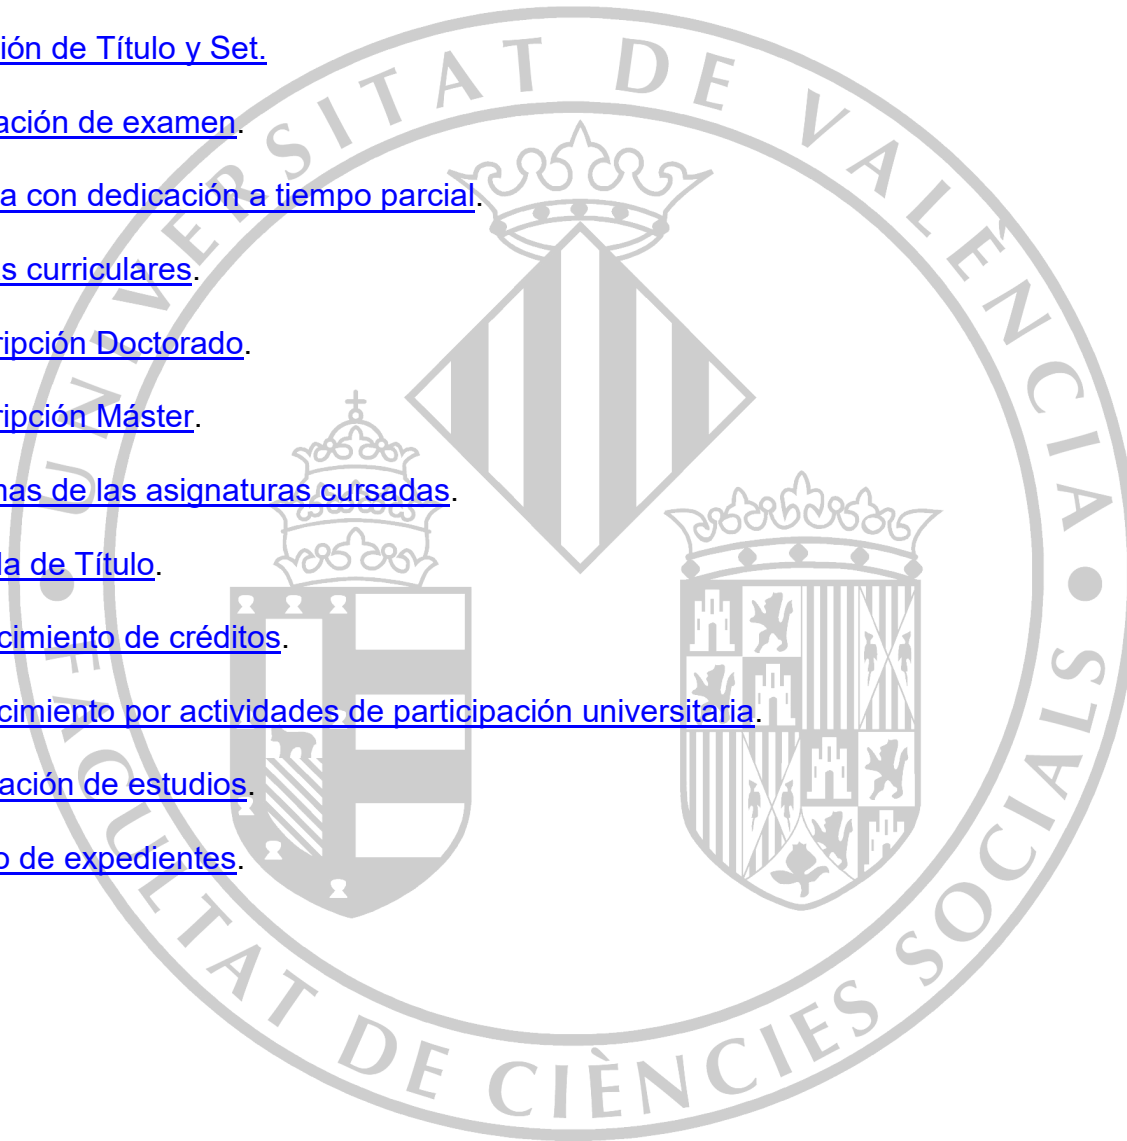 ión de Título y Set.
ación de examen.
a con dedicación a tiempo parcial.
s curriculares.
ripción Doctorado.
ripción Máster.
mas de las asignaturas cursadas.
da de Título.
cimiento de créditos.
cimiento por actividades de participación universitaria.
ación de estudios.
o de expedientes.
UNIVERSITAT DE VALÈNCIA • FACULTAT DE CIÈNCIES SOCIALS •